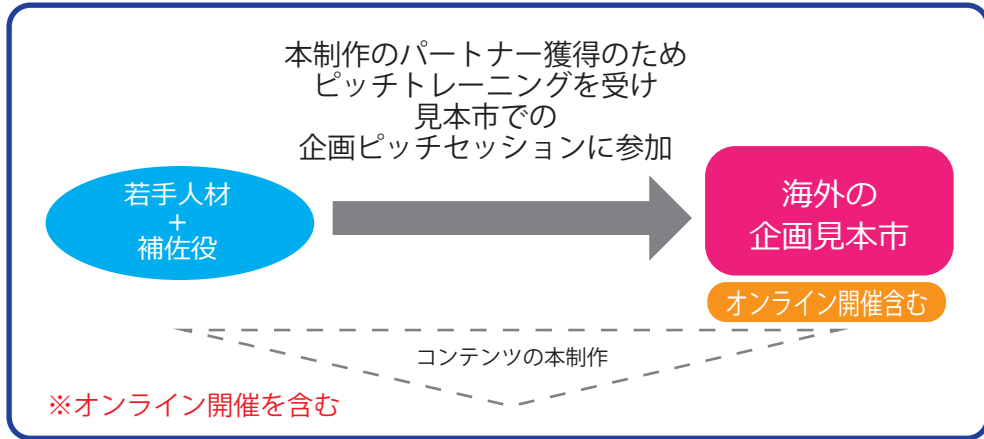 本制作のパートナー獲得のため
ピッチトレーニングを受け
見本市での
企画ピッチセッションに参加
若手人材
+
補佐役
海外の
企画見本市
オンライン開催含む
コンテンツの本制作
※オンライン開催を含む